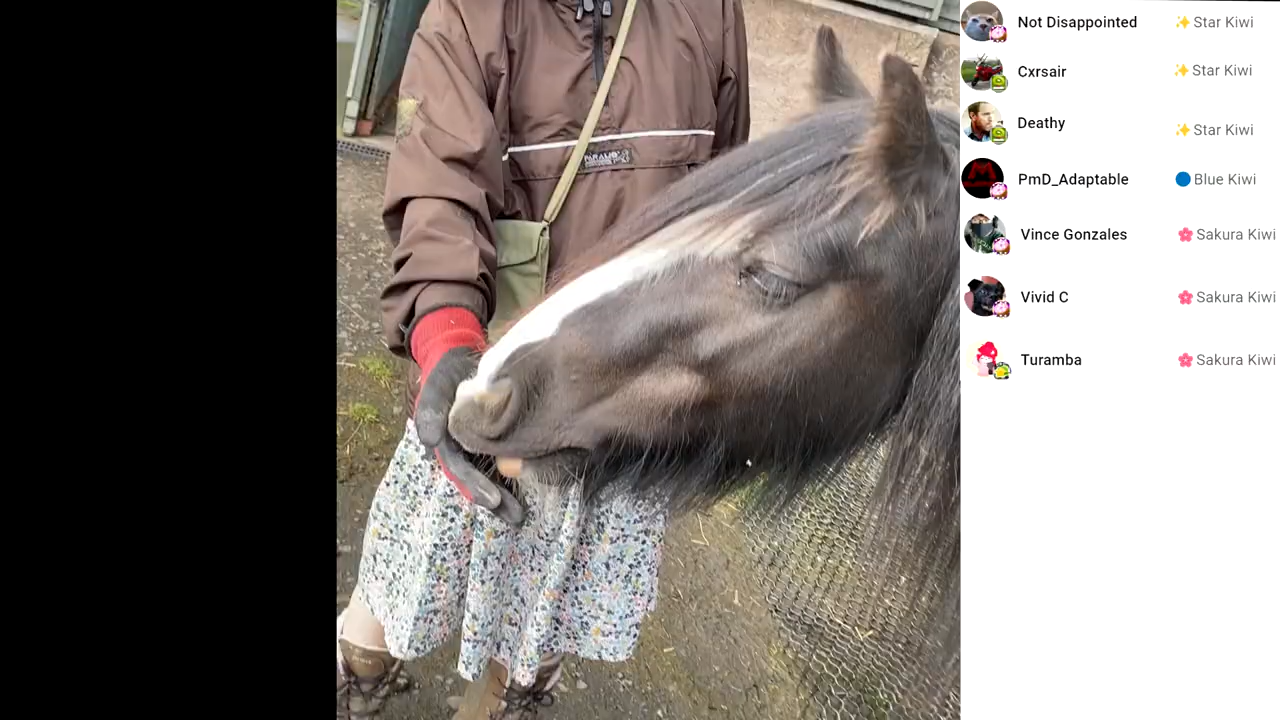 Not Disappointed ✨ Star Kiwi
Cxrsair ✨ Star Kiwi
Deathy ✨ Star Kiwi
PmD_Adaptable 🔵 Blue Kiwi
Vince Gonzales 🌸 Sakura Kiwi
Vivid C 🌸 Sakura Kiwi
Turamba 🌸 Sakura Kiwi
PARAMO